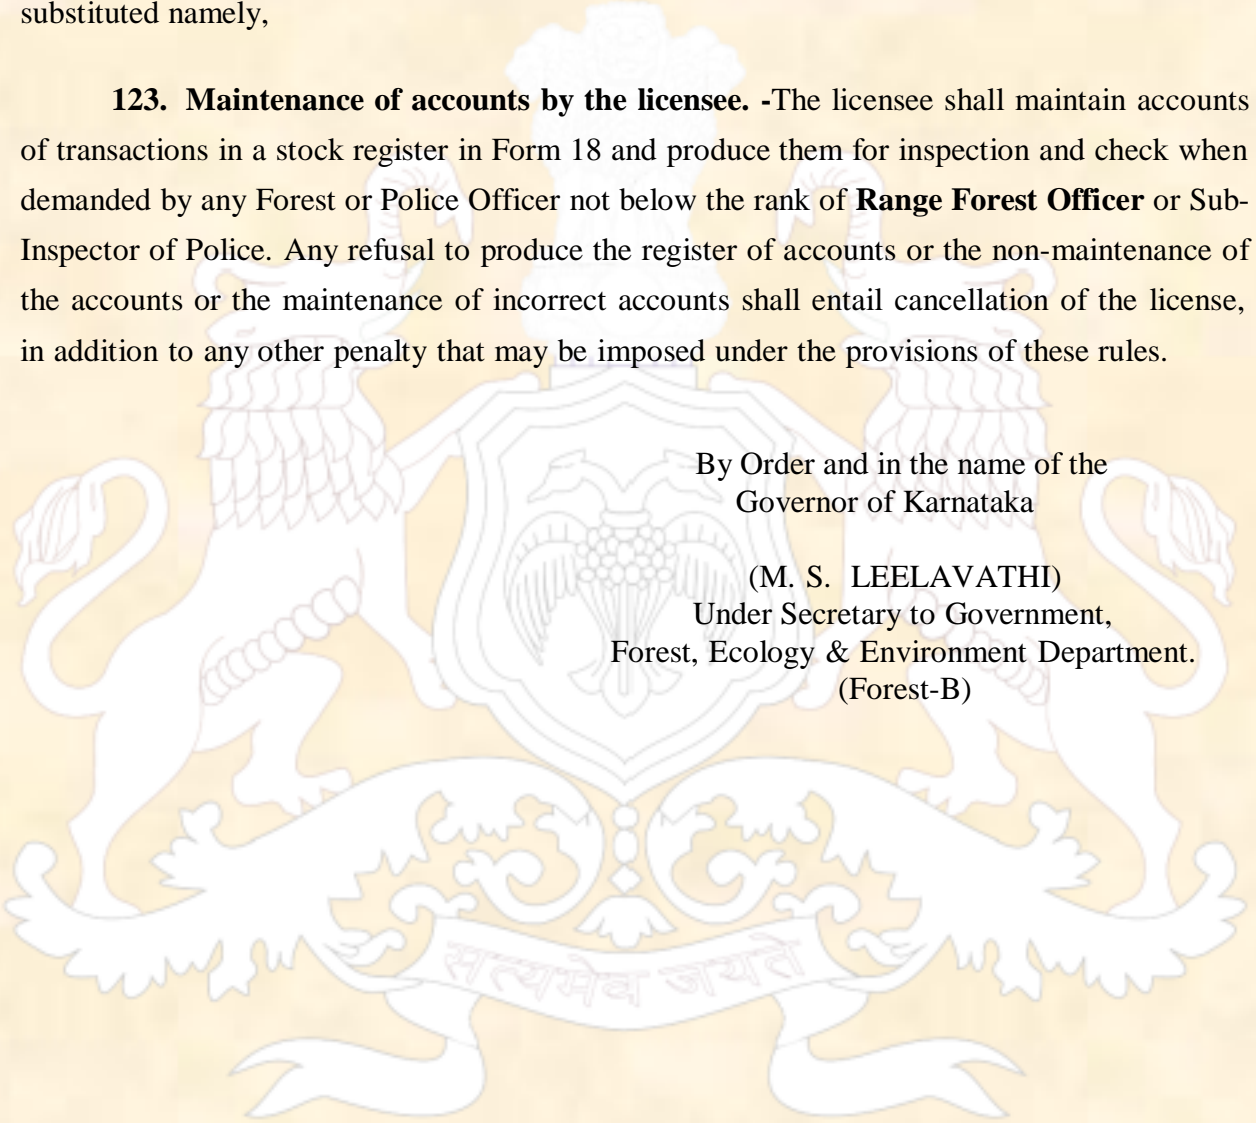 substituted namely,
123. Maintenance of accounts by the licensee. -The licensee shall maintain accounts
of transactions in a stock register in Form 18 and produce them for inspection and check when
demanded by any Forest or Police Officer not below the rank of Range Forest Officer or Sub-
Inspector of Police. Any refusal to produce the register of accounts or the non-maintenance of
the accounts or the maintenance of incorrect accounts shall entail cancellation of the license,
in addition to any other penalty that may be imposed under the provisions of these rules.
By Order and in the name of the
Governor of Karnataka
(M. S. LEELAVATHI)
Under Secretary to Government,
Forest, Ecology & Environment Department.
(Forest-B)
सत्यमेव जयते